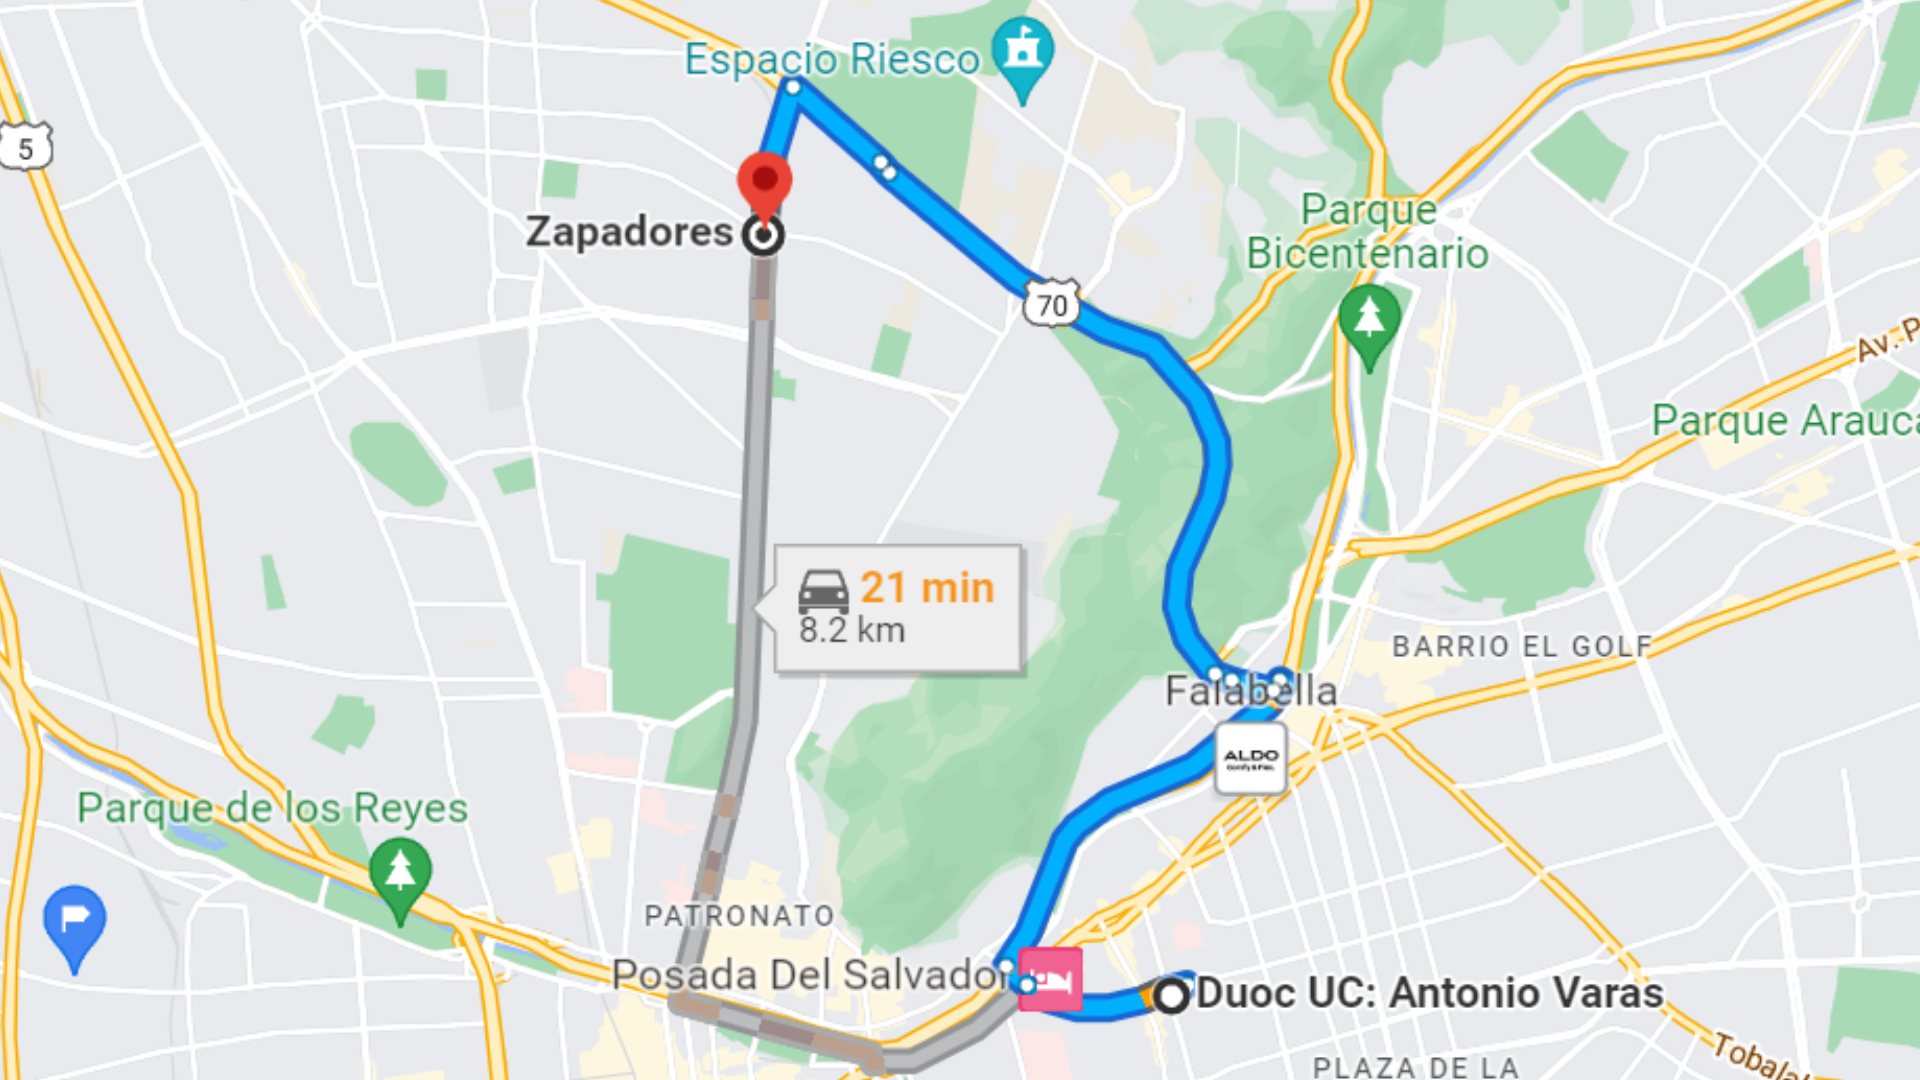 Espacio Riesco
5
Parque
Bicentenario
Zapadores
70
Av. P
Parque Arauca
21 min
8.2 km
BARRIO EL GOLF
Falabella
ALDO
Parque de los Reyes
PATRONATO
Posada Del Salvador
Duoc UC: Antonio Varas
Tobala
PLAZA DE LA